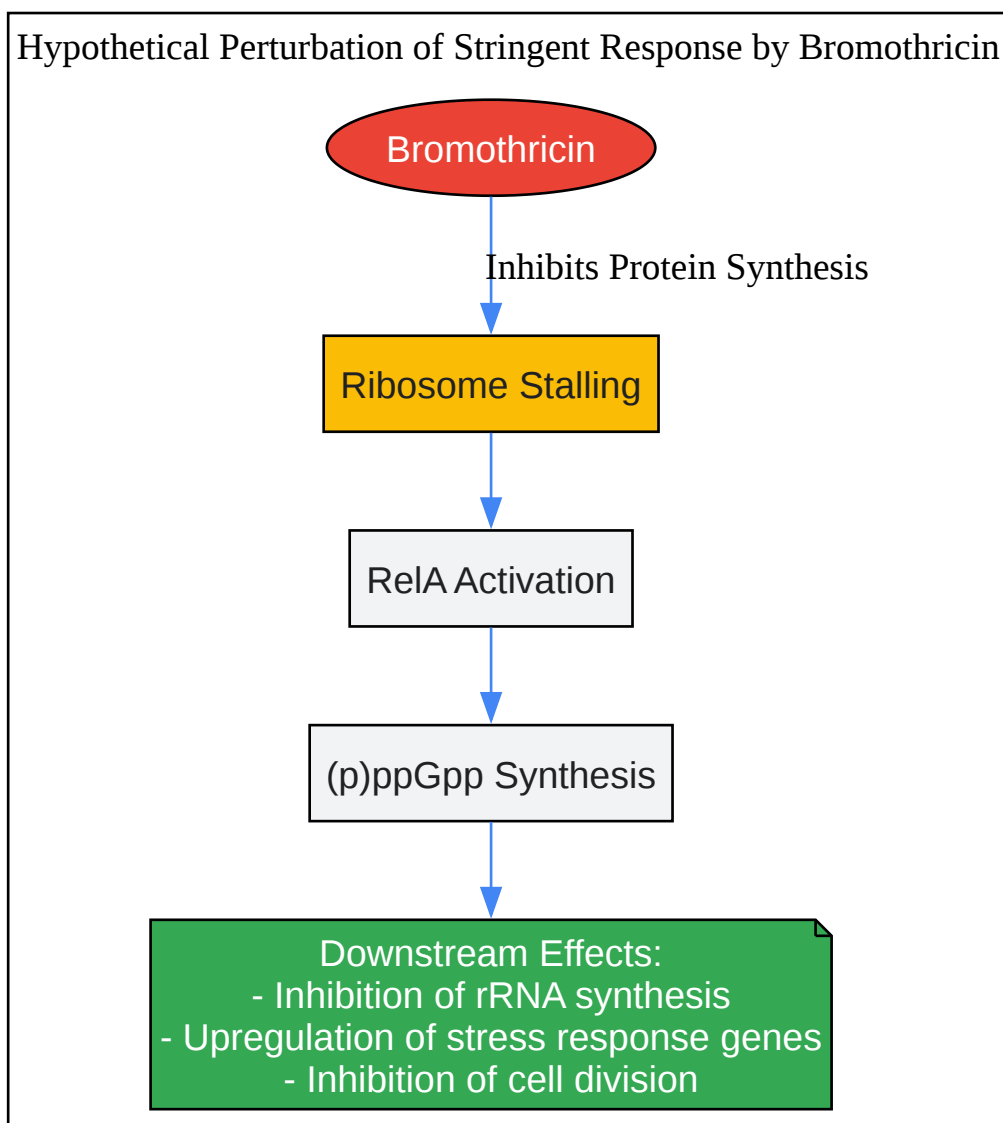 Hypothetical Perturbation of Stringent Response by Bromothricin
Bromothricin
Inhibits Protein Synthesis
Ribosome Stalling
RelA Activation
(p)ppGpp Synthesis
Downstream Effects:
- Inhibition of rRNA synthesis
- Upregulation of stress response genes
- Inhibition of cell division